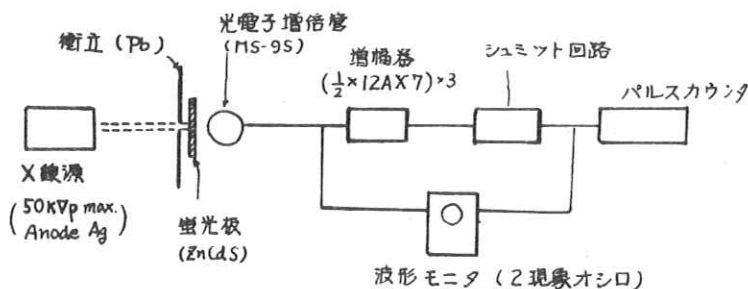 光電子増倍管
(MS-9S)
衝立 (Pb)
増幅器
(½×12AX7)×3
シュミット回路
パルスカウンタ
X線源
(50kVp max.
Anode Ag)
蛍光板
(ZnCdS)
波形モニタ (2現象オシロ)